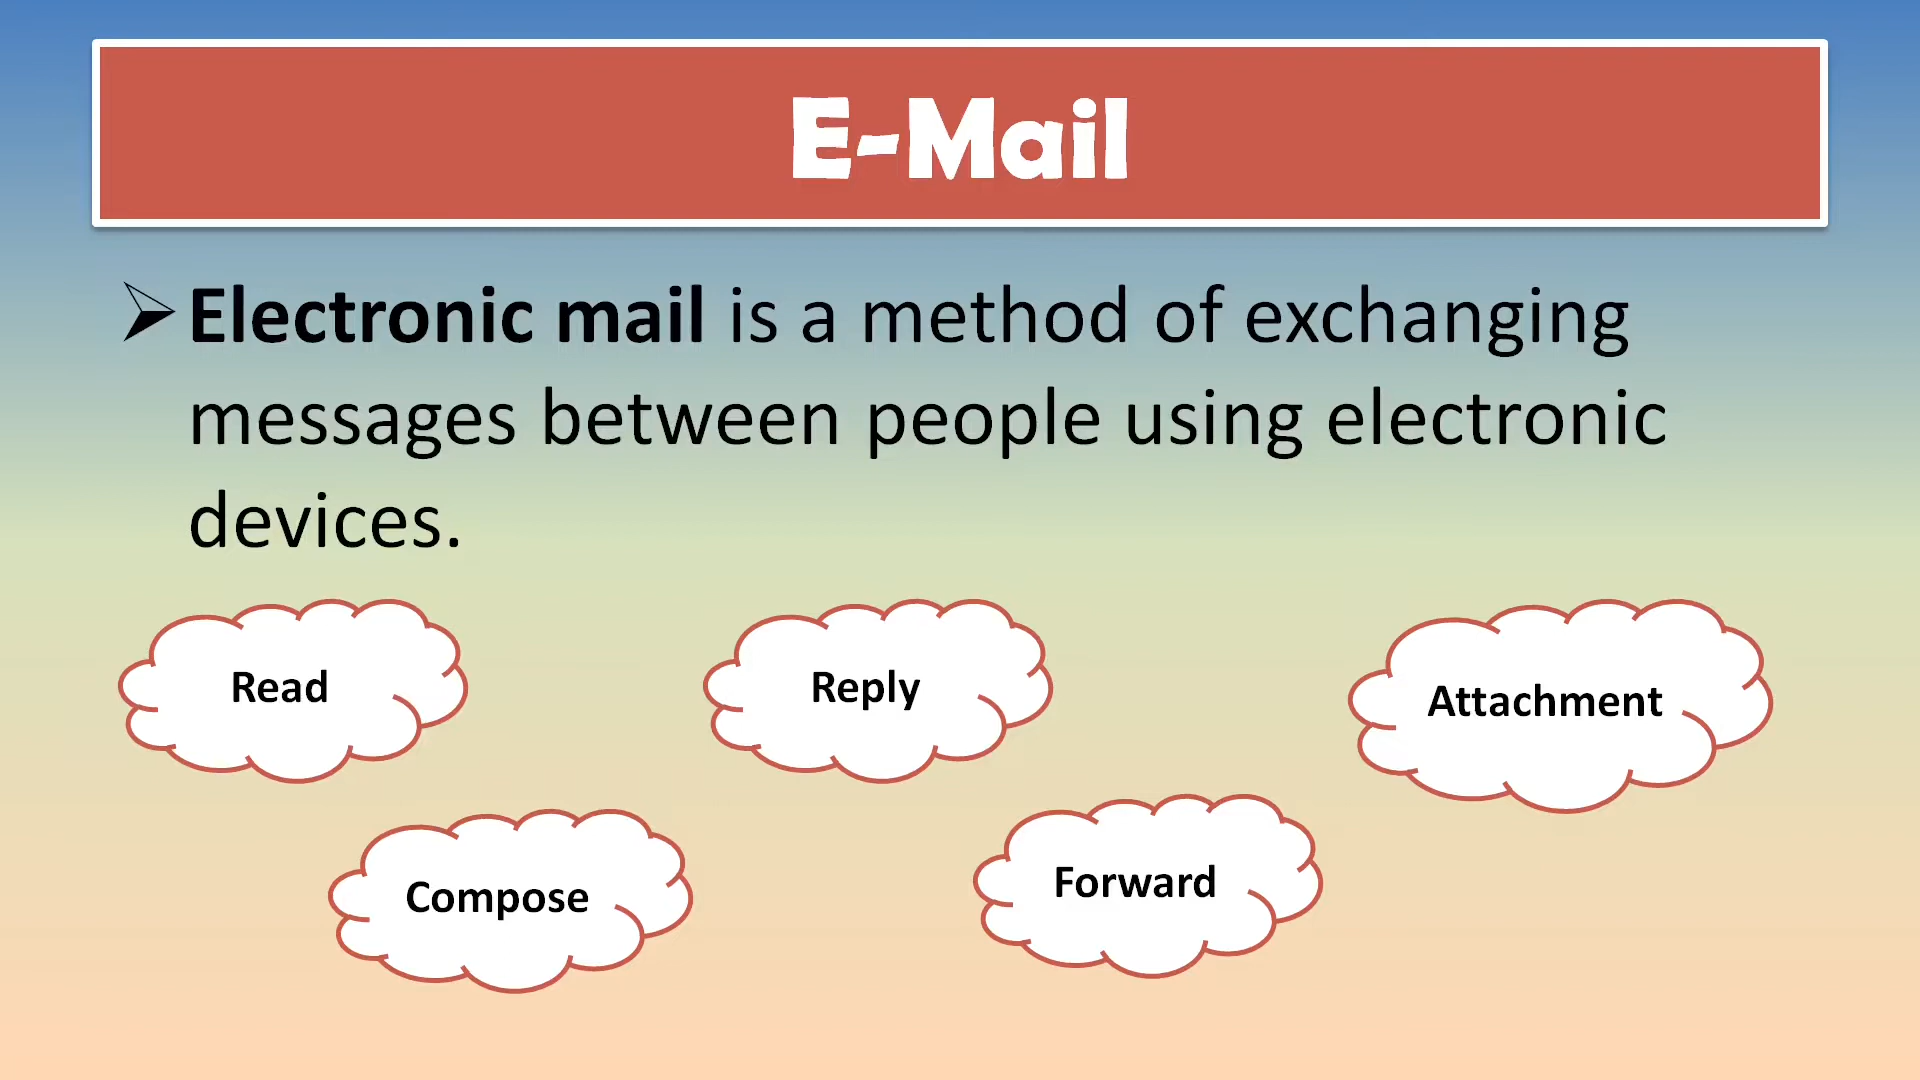 E-Mail
Electronic mail is a method of exchanging
messages between people using electronic
devices.
Read
Reply
Attachment
Compose
Forward